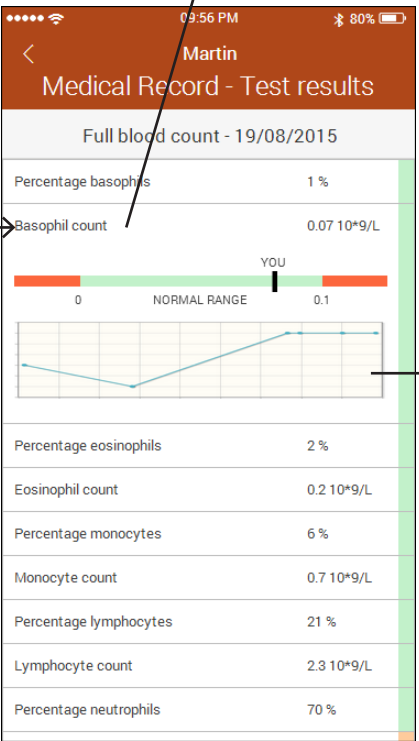 09:56 PM 80%
Martin
Medical Record - Test results
Full blood count - 19/08/2015
Percentage basophils 1 %
Basophil count 0.07 10*9/L
YOU
0 NORMAL RANGE 0.1
Percentage eosinophils 2 %
Eosinophil count 0.2 10*9/L
Percentage monocytes 6 %
Monocyte count 0.7 10*9/L
Percentage lymphocytes 21 %
Lymphocyte count 2.3 10*9/L
Percentage neutrophils 70 %